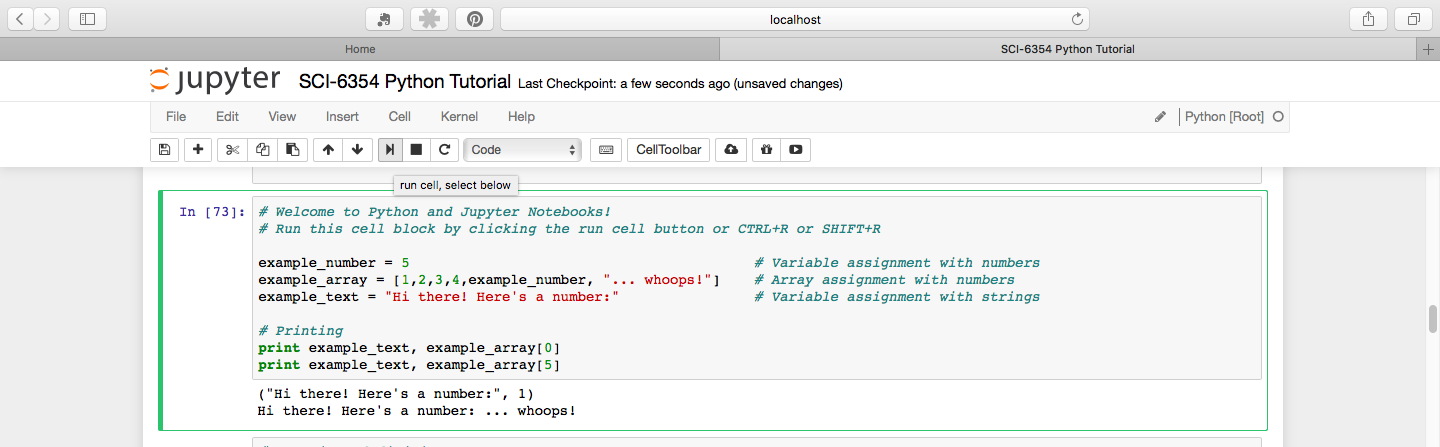 localhost
Home SCI-6354 Python Tutorial
jupyter SCI-6354 Python Tutorial Last Checkpoint: a few seconds ago (unsaved changes)
File Edit View Insert Cell Kernel Help Python [Root]
Code CellToolbar
run cell, select below
In [73]: # Welcome to Python and Jupyter Notebooks!
# Run this cell block by clicking the run cell button or CTRL+R or SHIFT+R
example_number = 5 # Variable assignment with numbers
example_array = [1,2,3,4,example_number, "... whoops!"] # Array assignment with numbers
example_text = "Hi there! Here's a number:" # Variable assignment with strings
# Printing
print example_text, example_array[0]
print example_text, example_array[5]
("Hi there! Here's a number:", 1)
Hi there! Here's a number: ... whoops!